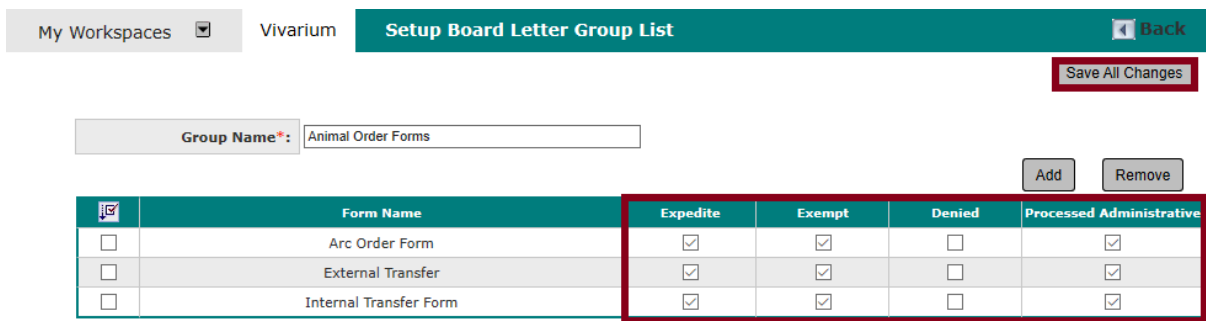 My Workspaces Vivarium Setup Board Letter Group List Back
Save All Changes
Group Name*: Animal Order Forms
Add Remove
Form Name Expedite Exempt Denied Processed Administrative
Arc Order Form
External Transfer
Internal Transfer Form